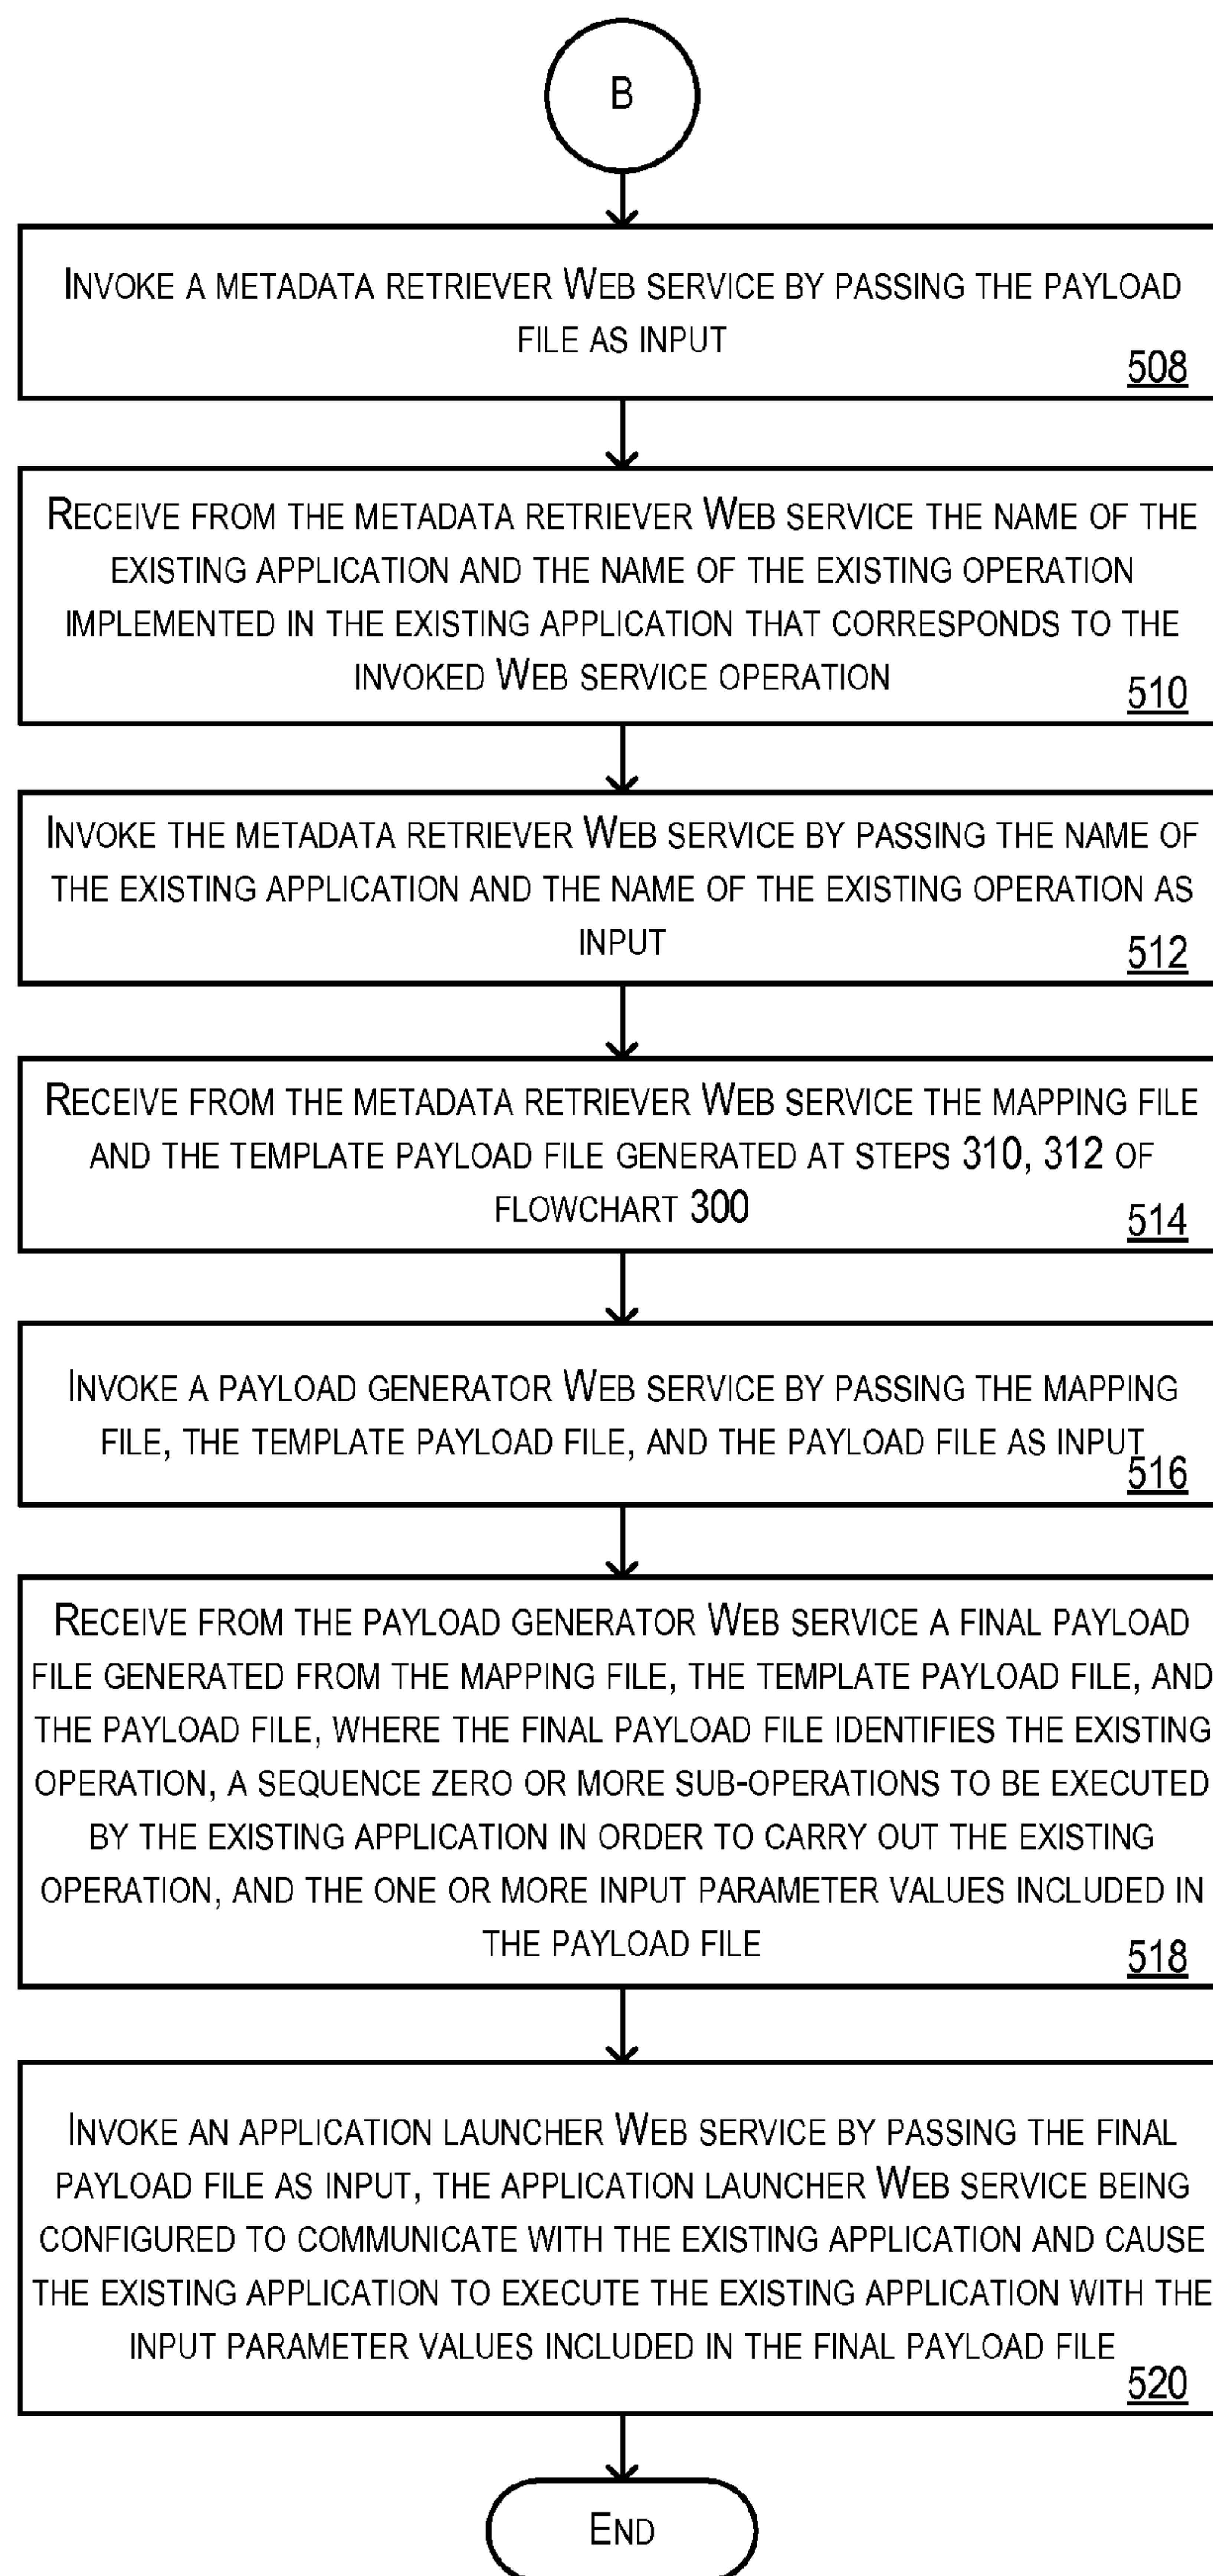 B
INVOKE A METADATA RETRIEVER WEB SERVICE BY PASSING THE PAYLOAD
FILE AS INPUT
508
RECEIVE FROM THE METADATA RETRIEVER WEB SERVICE THE NAME OF THE
EXISTING APPLICATION AND THE NAME OF THE EXISTING OPERATION
IMPLEMENTED IN THE EXISTING APPLICATION THAT CORRESPONDS TO THE
INVOKED WEB SERVICE OPERATION
510
INVOKE THE METADATA RETRIEVER WEB SERVICE BY PASSING THE NAME OF
THE EXISTING APPLICATION AND THE NAME OF THE EXISTING OPERATION AS
INPUT
512
RECEIVE FROM THE METADATA RETRIEVER WEB SERVICE THE MAPPING FILE
AND THE TEMPLATE PAYLOAD FILE GENERATED AT STEPS 310, 312 OF
FLOWCHART 300
514
INVOKE A PAYLOAD GENERATOR WEB SERVICE BY PASSING THE MAPPING
FILE, THE TEMPLATE PAYLOAD FILE, AND THE PAYLOAD FILE AS INPUT
516
RECEIVE FROM THE PAYLOAD GENERATOR WEB SERVICE A FINAL PAYLOAD
FILE GENERATED FROM THE MAPPING FILE, THE TEMPLATE PAYLOAD FILE, AND
THE PAYLOAD FILE, WHERE THE FINAL PAYLOAD FILE IDENTIFIES THE EXISTING
OPERATION, A SEQUENCE ZERO OR MORE SUB-OPERATIONS TO BE EXECUTED
BY THE EXISTING APPLICATION IN ORDER TO CARRY OUT THE EXISTING
OPERATION, AND THE ONE OR MORE INPUT PARAMETER VALUES INCLUDED IN
THE PAYLOAD FILE
518
INVOKE AN APPLICATION LAUNCHER WEB SERVICE BY PASSING THE FINAL
PAYLOAD FILE AS INPUT, THE APPLICATION LAUNCHER WEB SERVICE BEING
CONFIGURED TO COMMUNICATE WITH THE EXISTING APPLICATION AND CAUSE
THE EXISTING APPLICATION TO EXECUTE THE EXISTING APPLICATION WITH THE
INPUT PARAMETER VALUES INCLUDED IN THE FINAL PAYLOAD FILE
520
END